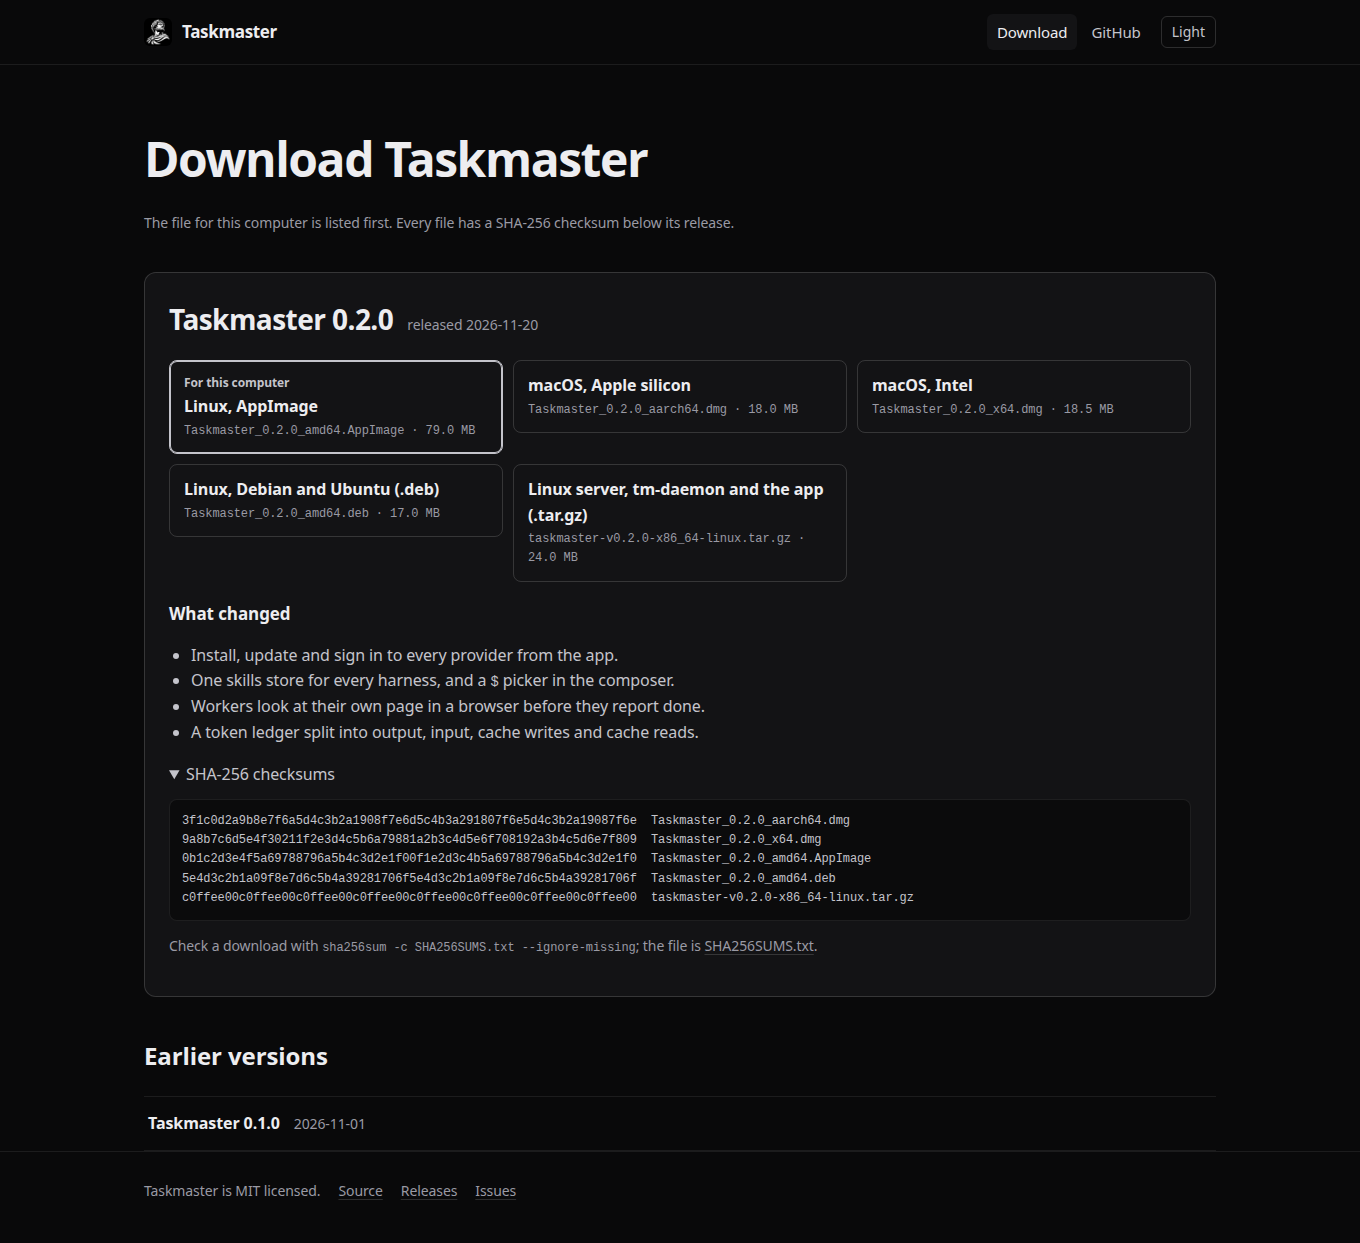 Taskmaster
Download GitHub Light
Download Taskmaster
The file for this computer is listed first. Every file has a SHA-256 checksum below its release.
Taskmaster 0.2.0 released 2026-11-20
For this computer
Linux, AppImage
Taskmaster_0.2.0_amd64.AppImage · 79.0 MB
macOS, Apple silicon
Taskmaster_0.2.0_aarch64.dmg · 18.0 MB
macOS, Intel
Taskmaster_0.2.0_x64.dmg · 18.5 MB
Linux, Debian and Ubuntu (.deb)
Taskmaster_0.2.0_amd64.deb · 17.0 MB
Linux server, tm-daemon and the app
(.tar.gz)
taskmaster-v0.2.0-x86_64-linux.tar.gz ·
24.0 MB
What changed
Install, update and sign in to every provider from the app.
One skills store for every harness, and a $ picker in the composer.
Workers look at their own page in a browser before they report done.
A token ledger split into output, input, cache writes and cache reads.
SHA-256 checksums
3f1c0d2a9b8e7f6a5d4c3b2a1908f7e6d5c4b3a291807f6e5d4c3b2a19087f6e Taskmaster_0.2.0_aarch64.dmg
9a8b7c6d5e4f30211f2e3d4c5b6a79881a2b3c4d5e6f708192a3b4c5d6e7f809 Taskmaster_0.2.0_x64.dmg
0b1c2d3e4f5a69788796a5b4c3d2e1f00f1e2d3c4b5a69788796a5b4c3d2e1f0 Taskmaster_0.2.0_amd64.AppImage
5e4d3c2b1a09f8e7d6c5b4a39281706f5e4d3c2b1a09f8e7d6c5b4a39281706f Taskmaster_0.2.0_amd64.deb
c0ffee00c0ffee00c0ffee00c0ffee00c0ffee00c0ffee00c0ffee00c0ffee00 taskmaster-v0.2.0-x86_64-linux.tar.gz
Check a download with sha256sum -c SHA256SUMS.txt --ignore-missing; the file is SHA256SUMS.txt.
Earlier versions
Taskmaster 0.1.0 2026-11-01
Taskmaster is MIT licensed. Source Releases Issues